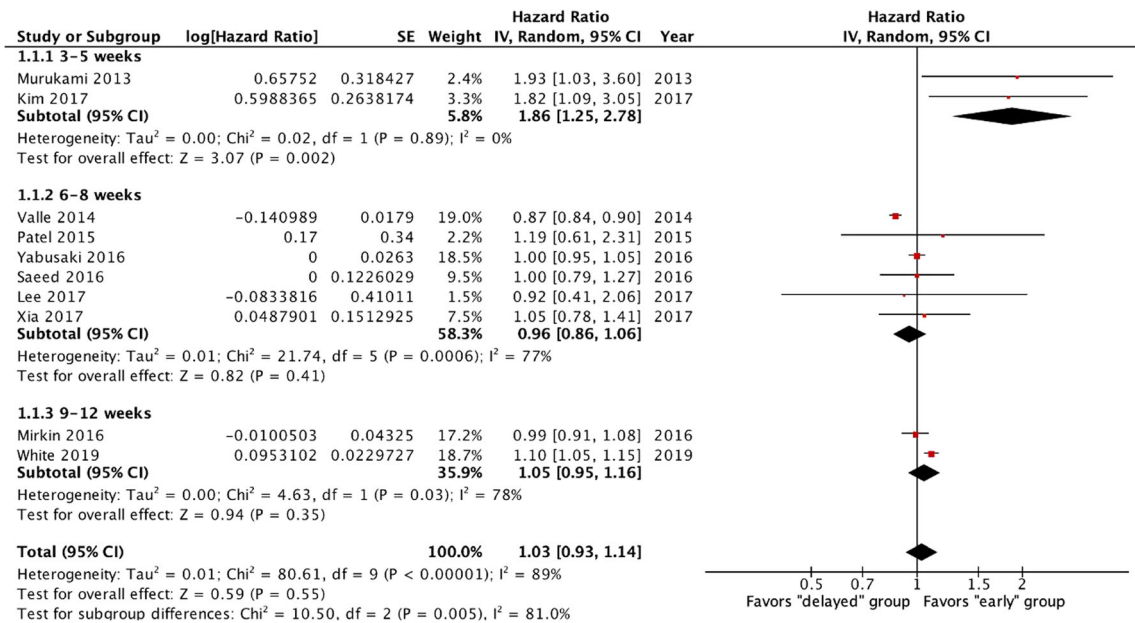 Hazard Ratio Hazard Ratio
Study or Subgroup log[Hazard Ratio] SE Weight IV, Random, 95% CI Year IV, Random, 95% CI
1.1.1 3–5 weeks
Murukami 2013 0.65752 0.318427 2.4% 1.93 [1.03, 3.60] 2013
Kim 2017 0.5988365 0.2638174 3.3% 1.82 [1.09, 3.05] 2017
Subtotal (95% CI) 5.8% 1.86 [1.25, 2.78]
Heterogeneity: Tau² = 0.00; Chi² = 0.02, df = 1 (P = 0.89); I² = 0%
Test for overall effect: Z = 3.07 (P = 0.002)
1.1.2 6–8 weeks
Valle 2014 −0.140989 0.0179 19.0% 0.87 [0.84, 0.90] 2014
Patel 2015 0.17 0.34 2.2% 1.19 [0.61, 2.31] 2015
Yabusaki 2016 0 0.0263 18.5% 1.00 [0.95, 1.05] 2016
Saeed 2016 0 0.1226029 9.5% 1.00 [0.79, 1.27] 2016
Lee 2017 −0.0833816 0.41011 1.5% 0.92 [0.41, 2.06] 2017
Xia 2017 0.0487901 0.1512925 7.5% 1.05 [0.78, 1.41] 2017
Subtotal (95% CI) 58.3% 0.96 [0.86, 1.06]
Heterogeneity: Tau² = 0.01; Chi² = 21.74, df = 5 (P = 0.0006); I² = 77%
Test for overall effect: Z = 0.82 (P = 0.41)
1.1.3 9–12 weeks
Mirkin 2016 −0.0100503 0.04325 17.2% 0.99 [0.91, 1.08] 2016
White 2019 0.0953102 0.0229727 18.7% 1.10 [1.05, 1.15] 2019
Subtotal (95% CI) 35.9% 1.05 [0.95, 1.16]
Heterogeneity: Tau² = 0.00; Chi² = 4.63, df = 1 (P = 0.03); I² = 78%
Test for overall effect: Z = 0.94 (P = 0.35)
Total (95% CI) 100.0% 1.03 [0.93, 1.14]
Heterogeneity: Tau² = 0.01; Chi² = 80.61, df = 9 (P < 0.00001); I² = 89%
Test for overall effect: Z = 0.59 (P = 0.55)
Test for subgroup differences: Chi² = 10.50, df = 2 (P = 0.005), I² = 81.0%
0.5 0.7 1 1.5 2
Favors "delayed" group Favors "early" group